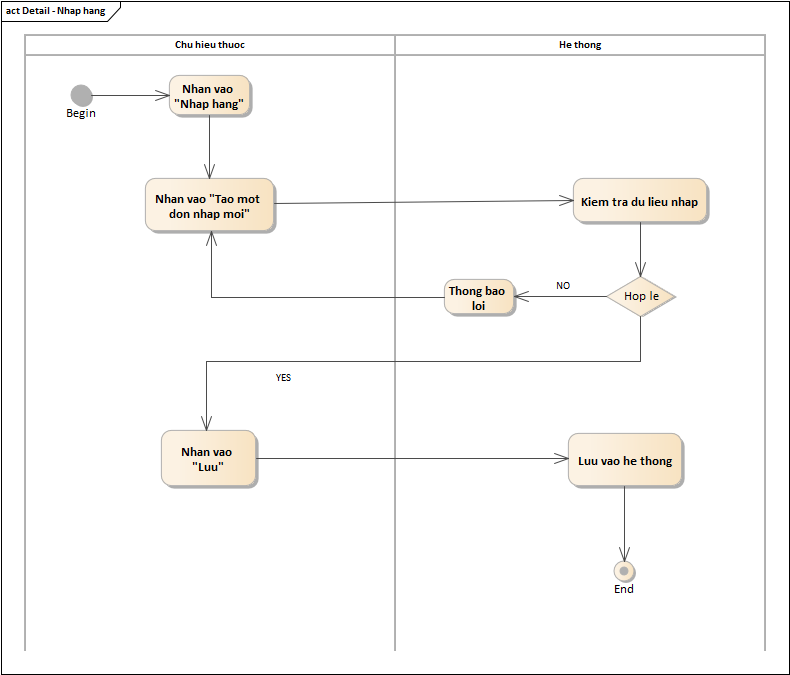 act Detail - Nhap hang
Chu hieu thuoc
He thong
Begin
Nhan vao
"Nhap hang"
Nhan vao "Tao mot
don nhap moi"
Kiem tra du lieu nhap
Thong bao
loi
NO
Hop le
YES
Nhan vao
"Luu"
Luu vao he thong
End